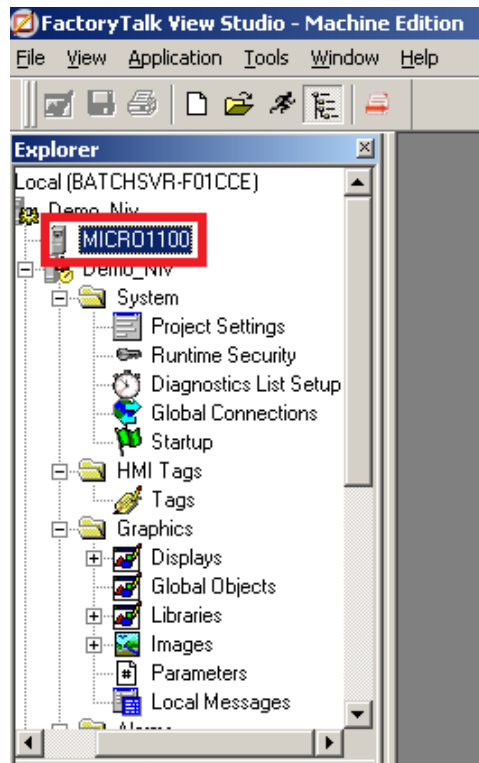 FactoryTalk View Studio - Machine Edition
File View Application Tools Window Help
Explorer
Local (BATCHSVR-F01CCE)
Demo_Niv
MICRO1100
Demo_Niv
System
Project Settings
Runtime Security
Diagnostics List Setup
Global Connections
Startup
HMI Tags
Tags
Graphics
Displays
Global Objects
Libraries
Images
Parameters
Local Messages